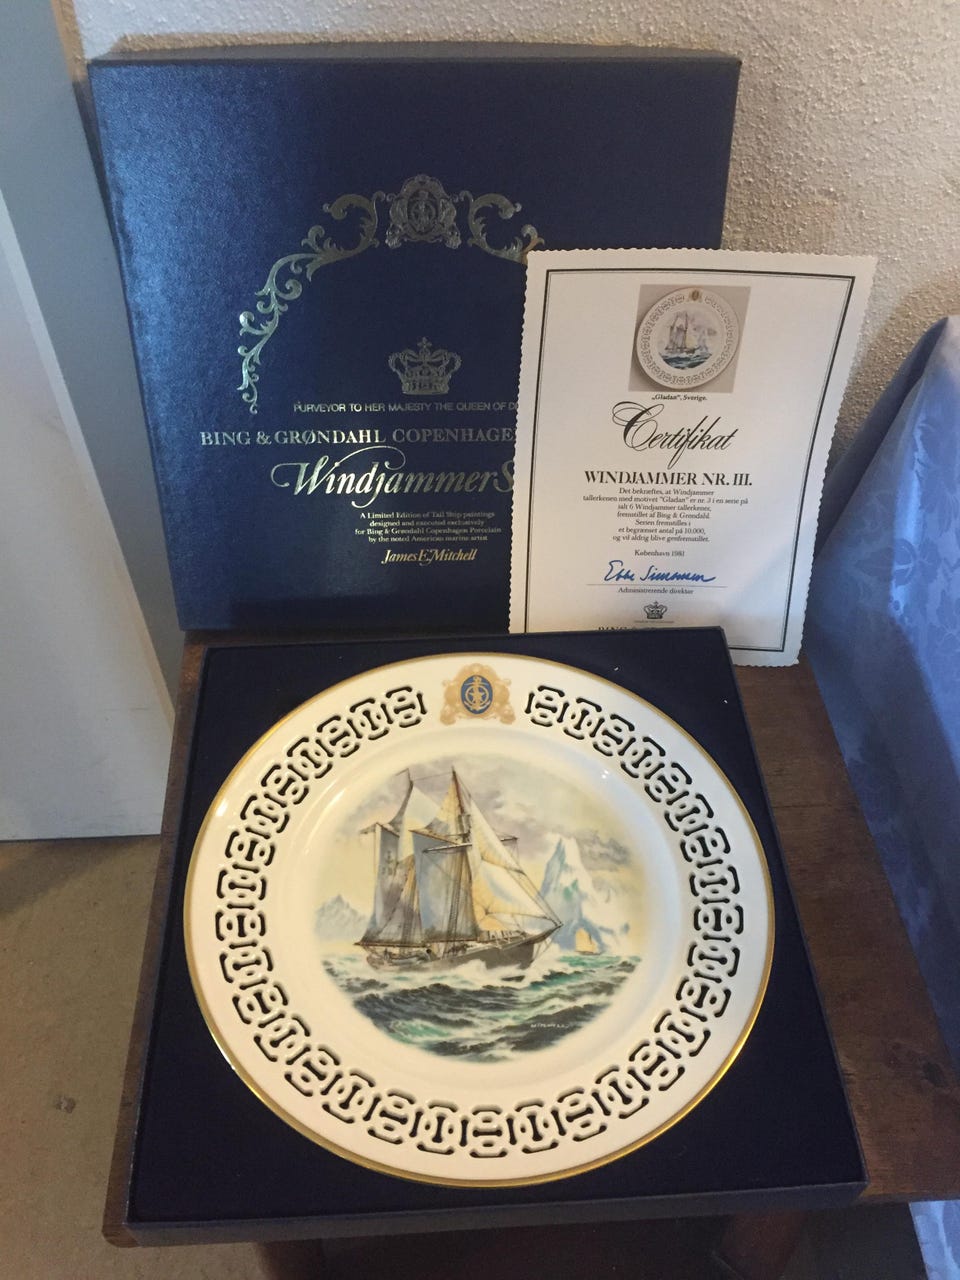 PURVEYOR TO HER MAJESTY THE QUEEN OF
BING & GRØNDAHL COPENHAGE
Windjammer S
A Limited Edition of Tall Ship paintings
designed and executed exclusively
for Bing & Grøndahl Copenhagen Porcelain
by the noted American marine artist
James E. Mitchell
„Gladan", Sverige.
Certifikat
WINDJAMMER NR. III.
Det bekræftes, at Windjammer
tallerkenen med motivet "Gladan" er nr. 3 i en serie på
ialt 6 Windjammer tallerkener,
fremstillet af Bing & Grøndahl.
Serien fremstilles i
et begrænset antal på 10.000,
og vil aldrig blive genfremstillet.
København 1981
Administrerende direktør
MITCHELL